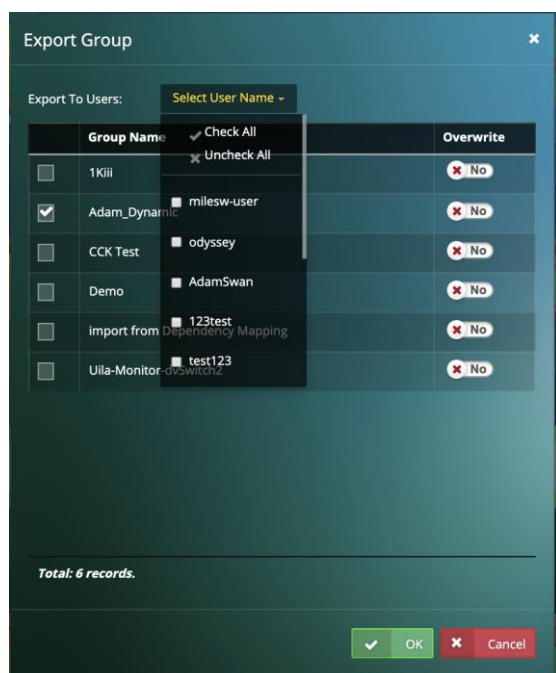 Export Group
Export To Users: Select User Name
Group Name Overwrite
Check All
Uncheck All
1Kiii No
milesw-user
Adam_Dynamic No
odyssey
CCK Test No
AdamSwan
Demo No
123test
import from Dependency Mapping No
test123
Uila-Monitor-dvSwitch2 No
Total: 6 records.
OK Cancel